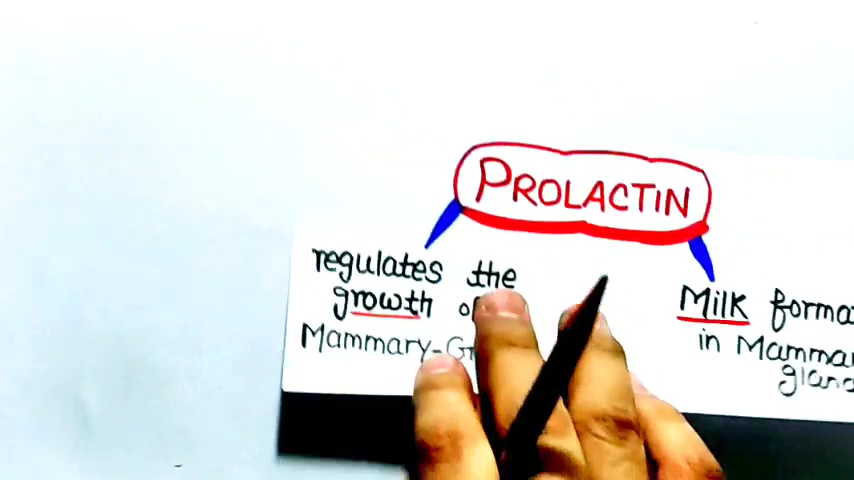 PROLACTIN
regulates the
growth
Mammary-
Milk
in